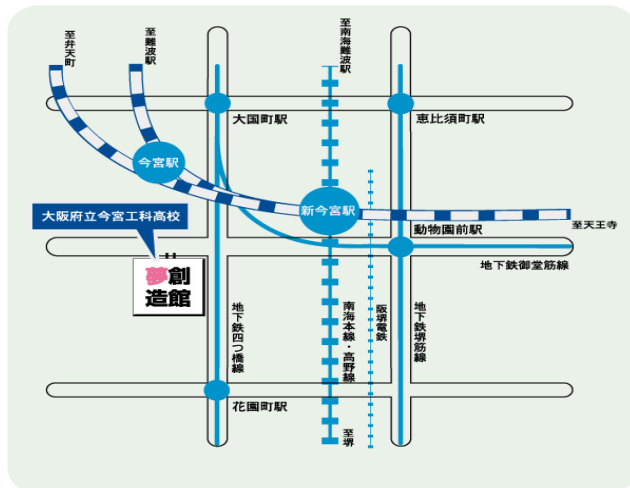 至弁天町
至難波駅
至南海難波駅
大国町駅
恵比須町駅
今宮駅
新今宮駅
大阪府立今宮工科高校
至天王寺
動物園前駅
地下鉄御堂筋線
夢創
造館
地下鉄四つ橋線
南海本線・高野線
阪堺電鉄
地下鉄堺筋線
花園町駅
至堺